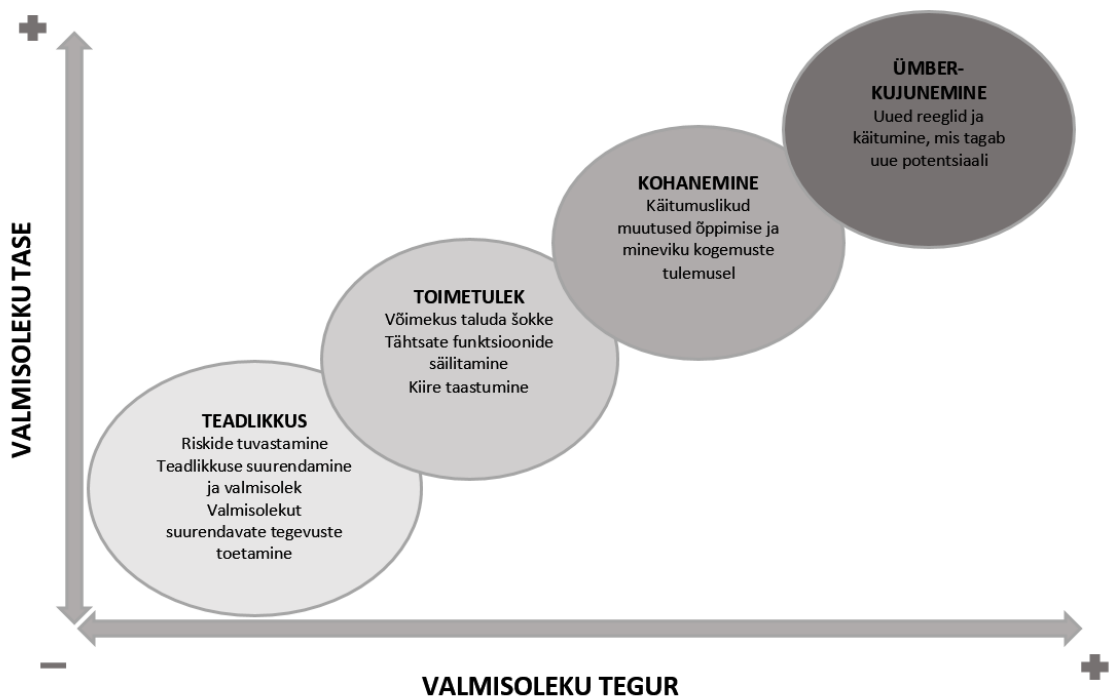 ÜMBER-
KUJUNEMINE
Uued reeglid ja
käitumine, mis tagab
uue potentsiaali
KOHANEMINE
Käitumuslikud
muutused õppimise ja
mineviku kogemuste
tulemusel
TOIMETULEK
Võimekus taluda šokke
Tähtsate funktsioonide
säilitamine
Kiire taastumine
TEADLIKKUS
Riskide tuvastamine
Teadlikkuse suurendamine
ja valmisolek
Valmisolekut
suurendavate tegevuste
toetamine
VALMISOLEKU TASE
VALMISOLEKU TEGUR